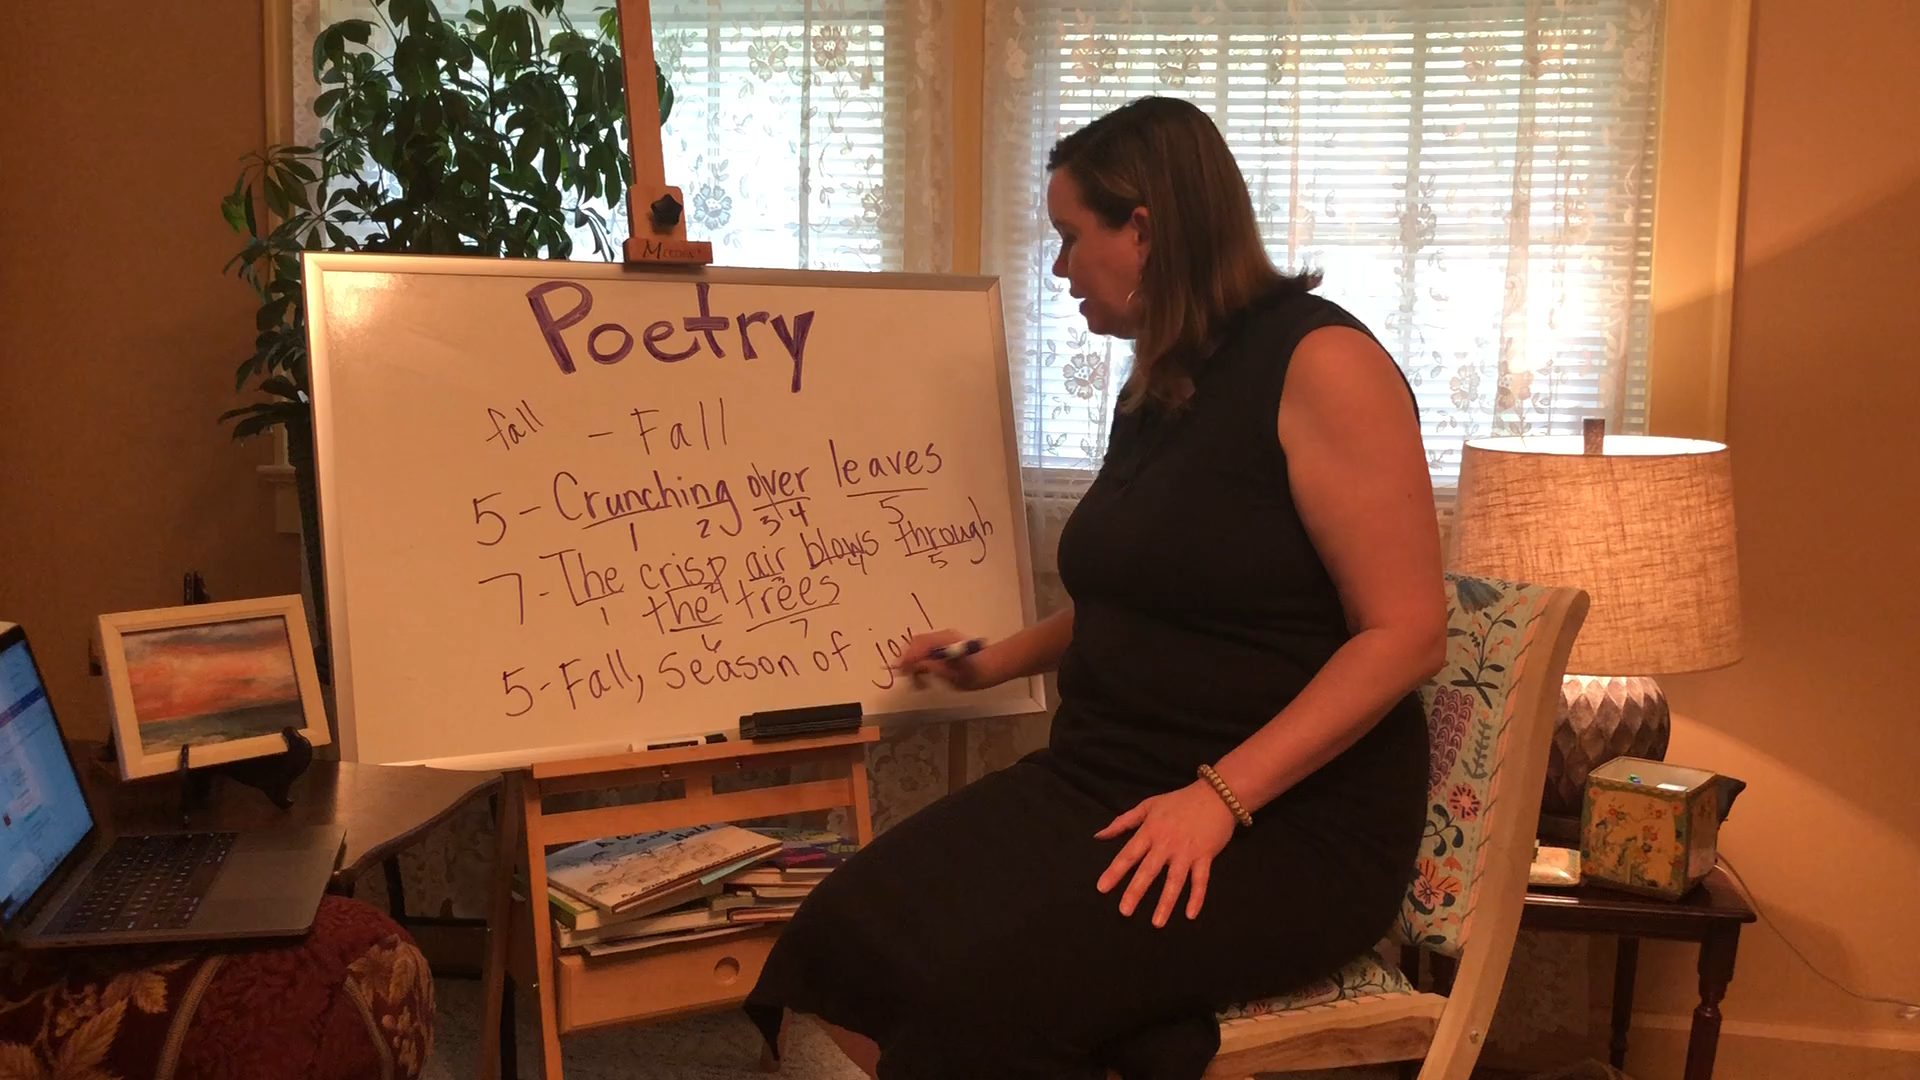 Poetry
fall - Fall
5 - Crunching over leaves
1 2 3 4 5
7 - The crisp air blows through
1 2 3 4 5
the trees
6 7
5 - Fall, season of joy!